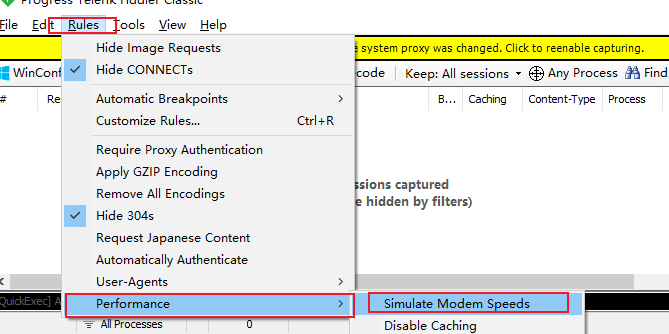 Progress Telerik Fiddler Classic
File Edit Rules Tools View Help
e system proxy was changed. Click to reenable capturing.
WinConf
code Keep: All sessions Any Process Find
# Re B... Caching Content-Type Process
Hide Image Requests
Hide CONNECTs
Automatic Breakpoints
Customize Rules... Ctrl+R
Require Proxy Authentication
Apply GZIP Encoding
ssions captured
Remove All Encodings
e hidden by filters)
Hide 304s
Request Japanese Content
Automatically Authenticate
User-Agents
QuickExec] A
Performance
Simulate Modem Speeds
All Processes 0
Disable Caching